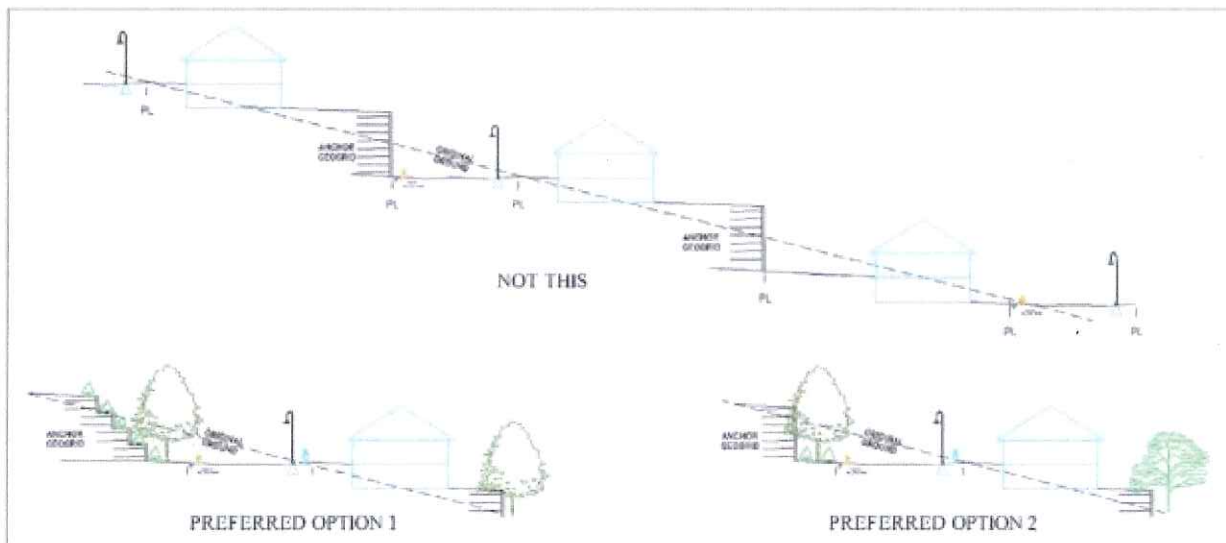 PL
ANCHOR
GEOGRID
ORIGINAL
GROUND
PL
PL
ANCHOR
GEOGRID
NOT THIS
PL
PL
PL
ANCHOR
GEOGRID
ORIGINAL
GROUND
PREFERRED OPTION 1
ANCHOR
GEOGRID
ORIGINAL
GROUND
PREFERRED OPTION 2